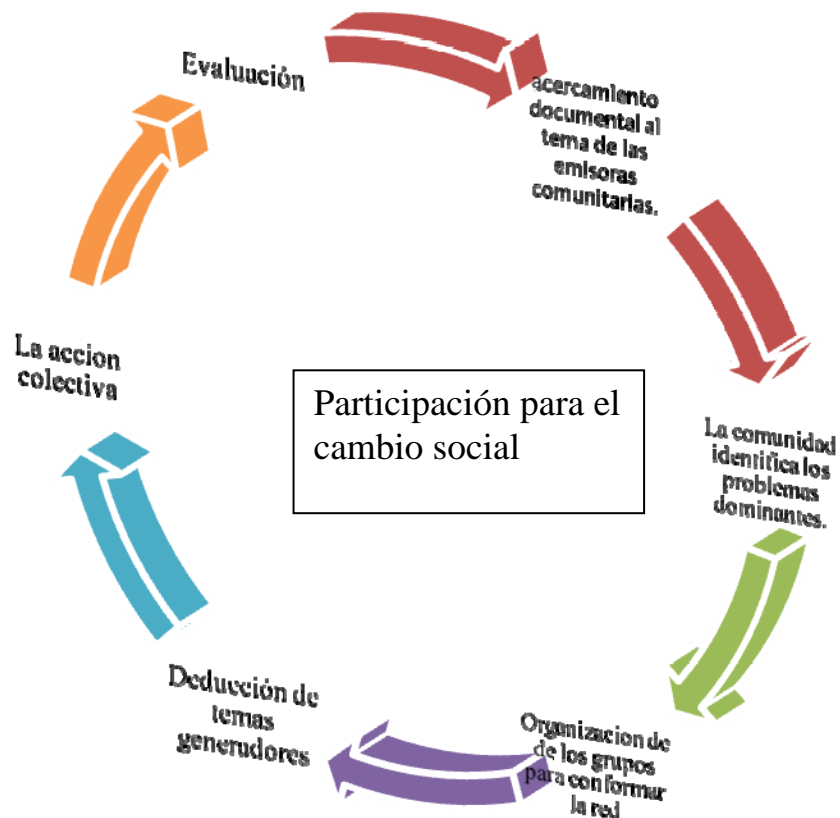 Evaluación
acercamiento
documental al
tema de las
emisoras
comunitarias.
La comunidad
identifica los
problemas
dominantes.
Organizacion de
de los grupos
para conformar
la red
Deducción de
temas
generadores
La accion
colectiva
Participación para el
cambio social